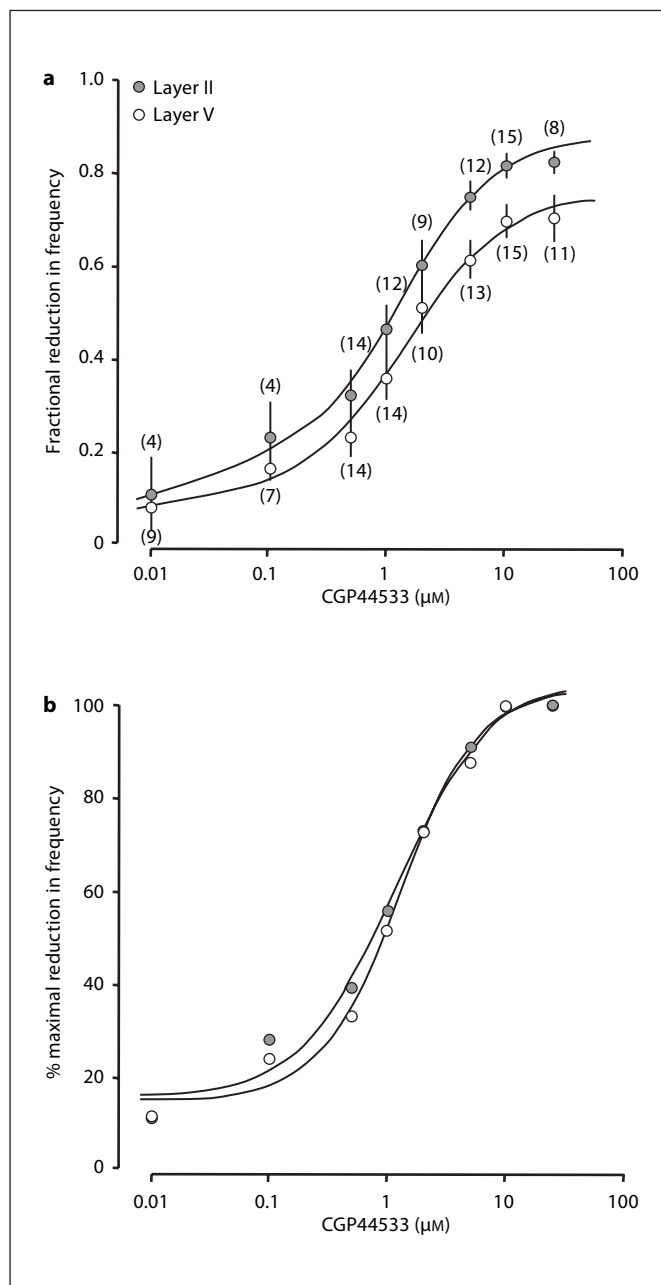 a
1.0
Layer II
Layer V
(8)
(15)
(12)
0.8
(9)
(12)
(15)
(11)
0.6
(13)
(14)
(10)
0.4
(4)
(14)
(4)
0.2
(14)
(7)
(9)
0
Fractional reduction in frequency
0.01 0.1 1 10 100
CGP44533 (μM)
b
100
80
60
40
20
0
% maximal reduction in frequency
0.01 0.1 1 10 100
CGP44533 (μM)